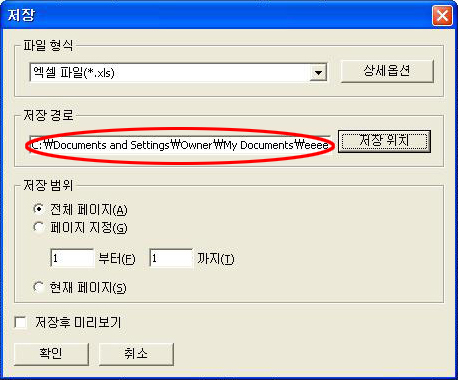 저장
파일 형식
엑셀 파일(*.xls)
상세옵션
저장 경로
C:₩Documents and Settings₩Owner₩My Documents₩eeee
저장 위치
저장 범위
전체 페이지(A)
페이지 지정(G)
1 부터(F) 1 까지(T)
현재 페이지(S)
저장후 미리보기
확인 취소